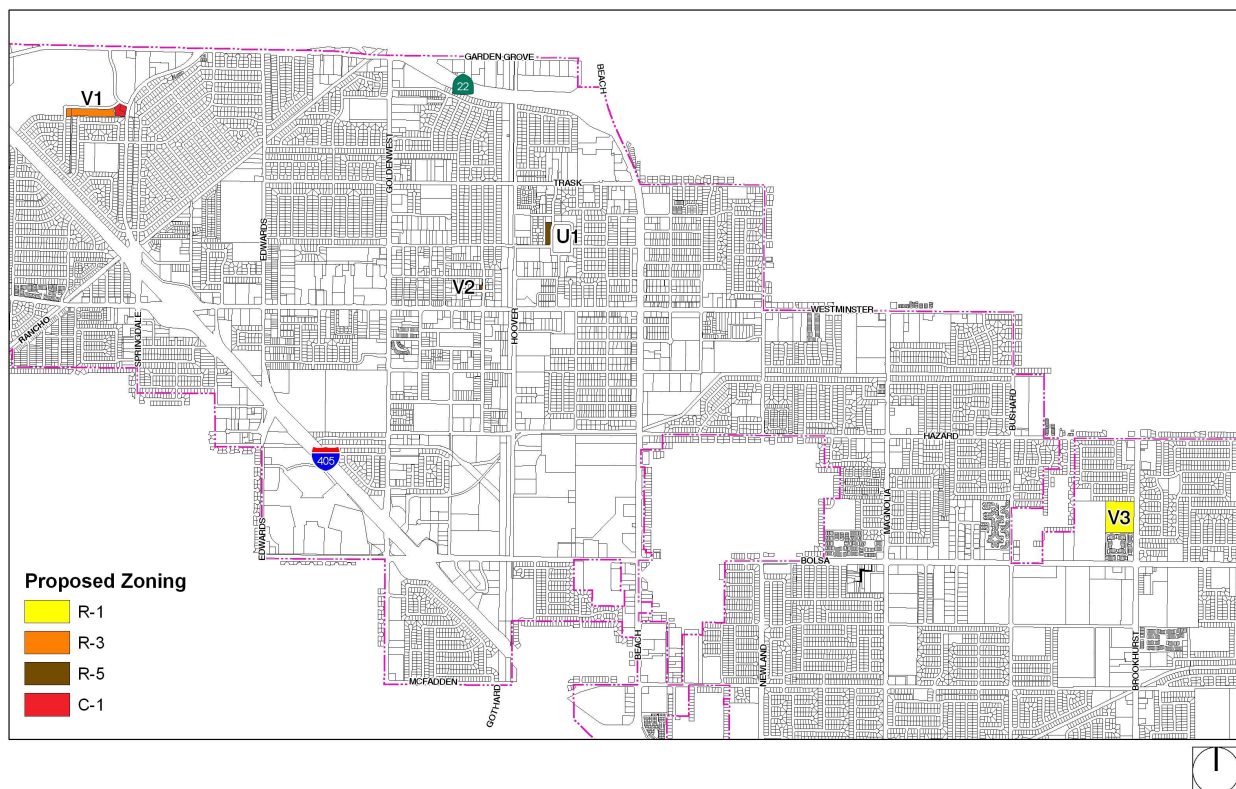 GARDEN GROVE
BEACH
22
V1
GOLDENWEST
TRASK
EDWARDS
U1
V2
WESTMINSTER
RANCHO
SPRINGDALE
HOOVER
BUSHARD
HAZARD
405
MAGNOLIA
V3
EDWARDS
BOLSA
Proposed Zoning
R-1
R-3
R-5
C-1
BEACH
NEWLAND
BROOKHURST
MCFADDEN
GOTHARD